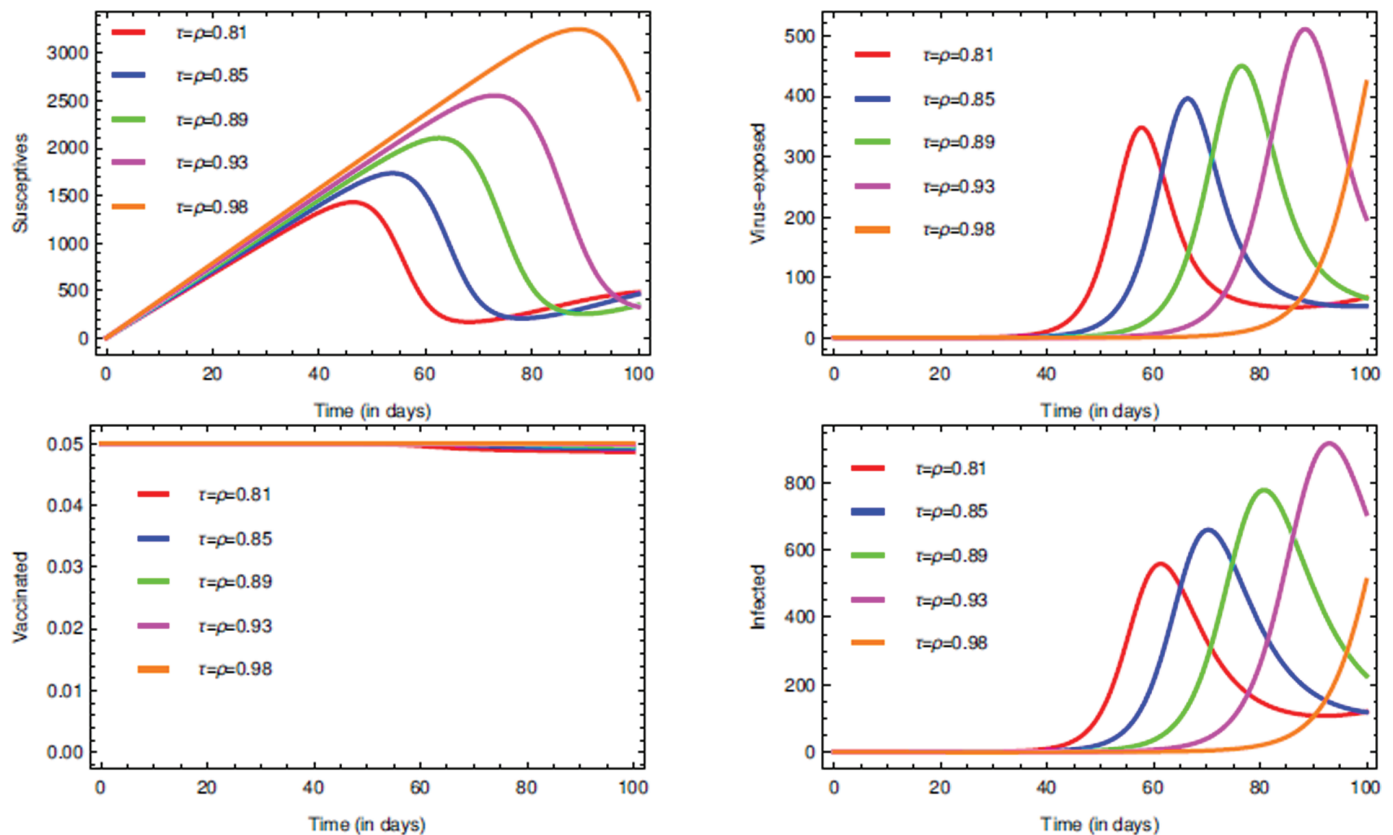 Susceptives
3000
2500
2000
1500
1000
500
0
τ=ρ=0.81
τ=ρ=0.85
τ=ρ=0.89
τ=ρ=0.93
τ=ρ=0.98
0 20 40 60 80 100
Time (in days)
Virus-exposed
500
400
300
200
100
0
τ=ρ=0.81
τ=ρ=0.85
τ=ρ=0.89
τ=ρ=0.93
τ=ρ=0.98
0 20 40 60 80 100
Time (in days)
Vaccinated
0.05
0.04
0.03
0.02
0.01
0.00
τ=ρ=0.81
τ=ρ=0.85
τ=ρ=0.89
τ=ρ=0.93
τ=ρ=0.98
0 20 40 60 80 100
Time (in days)
Infected
800
600
400
200
0
τ=ρ=0.81
τ=ρ=0.85
τ=ρ=0.89
τ=ρ=0.93
τ=ρ=0.98
0 20 40 60 80 100
Time (in days)